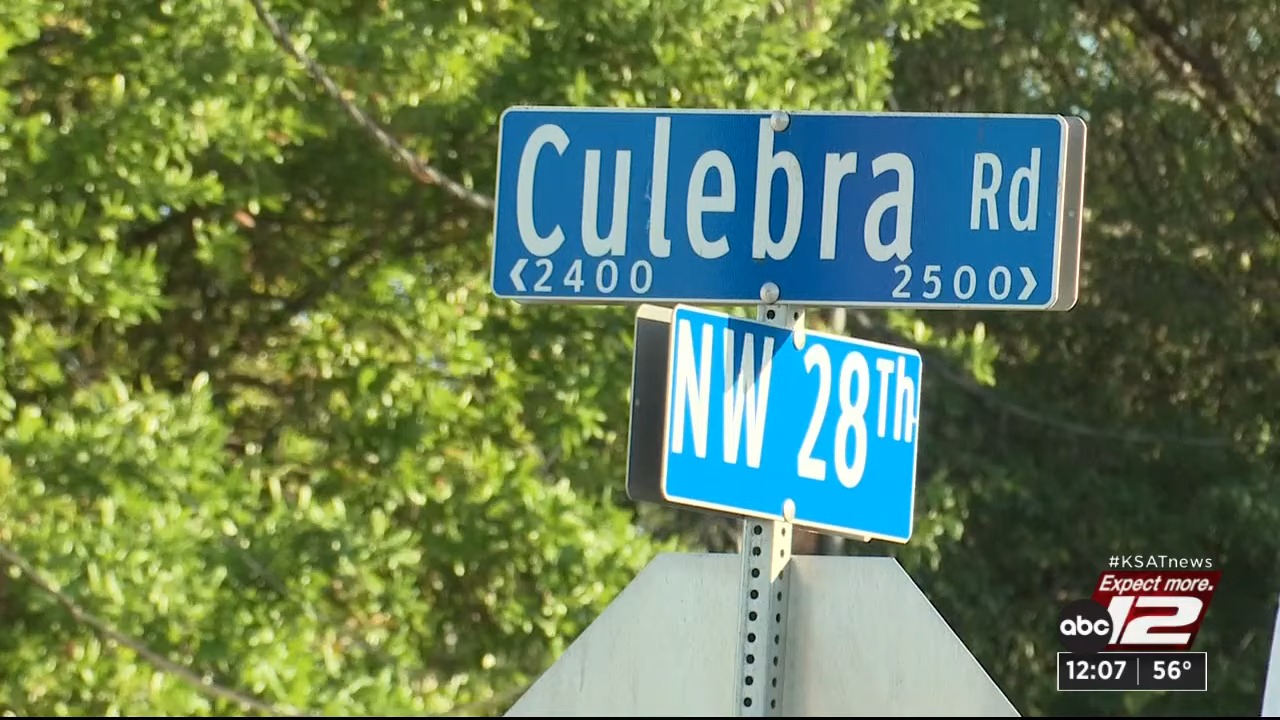 Culebra Rd
<2400 2500>
NW 28Th
#KSATnews
Expect more.
abc 12
12:07 56°